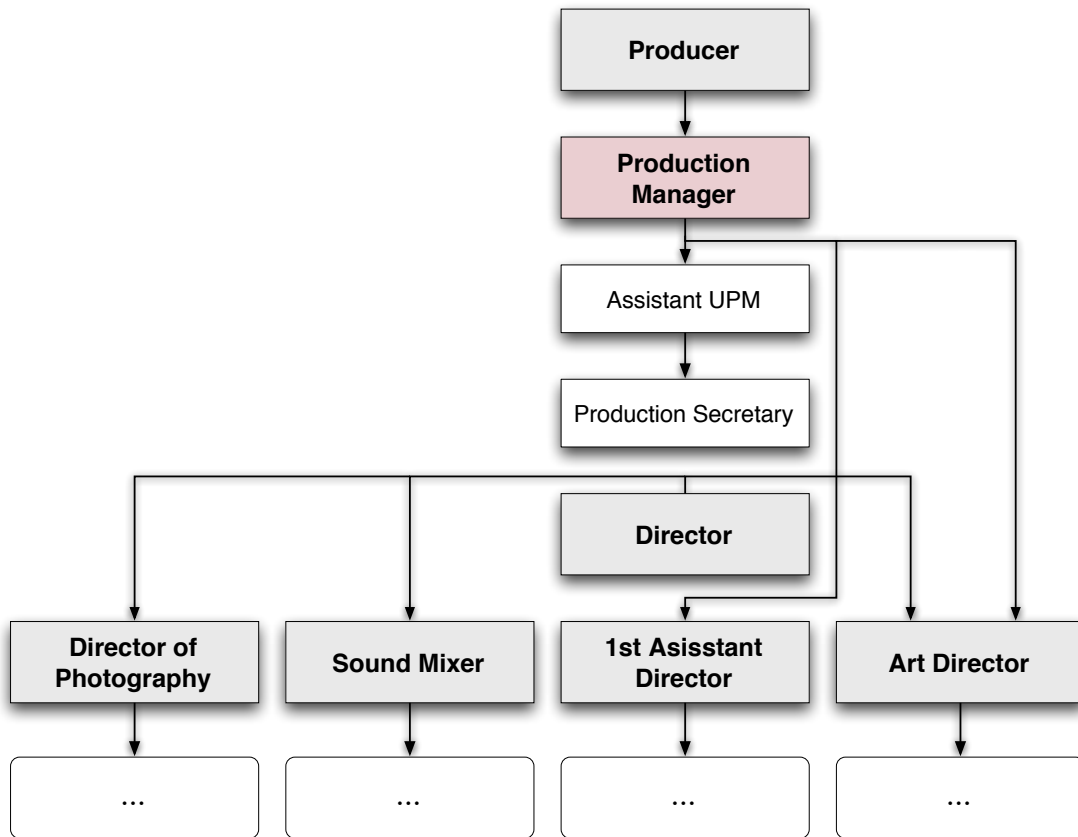 Producer
Production
Manager
Assistant UPM
Production Secretary
Director
Director of
Photography
Sound Mixer
1st Asisstant
Director
Art Director
...
...
...
...